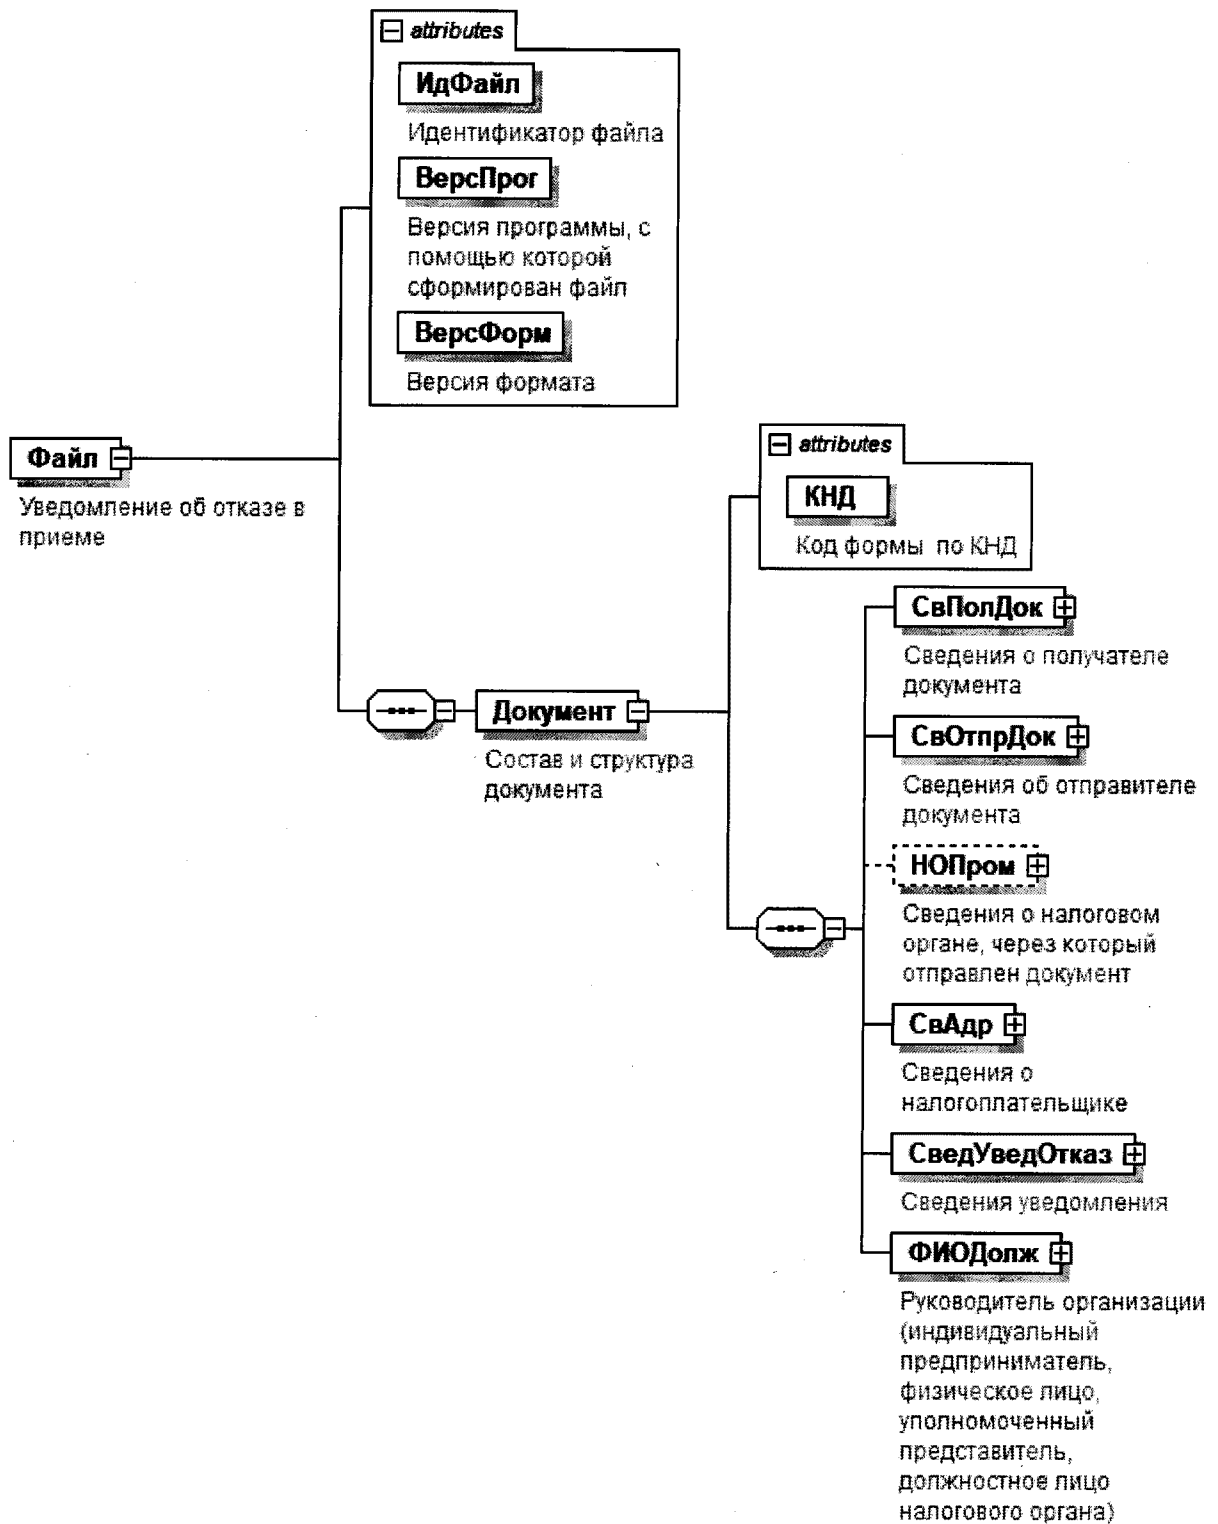 attributes
ИдФайл
Идентификатор файла
ВерсПрог
Версия программы, с
помощью которой
сформирован файл
ВерсФорм
Версия формата
Файл
Уведомление об отказе в
приеме
attributes
КНД
Код формы по КНД
Документ
Состав и структура
документа
СвПолДок
Сведения о получателе
документа
СвОтпрДок
Сведения об отправителе
документа
НОПром
Сведения о налоговом
органе, через который
отправлен документ
СвАдр
Сведения о
налогоплательщике
СведУведОтказ
Сведения уведомления
ФИОДолж
Руководитель организации
(индивидуальный
предприниматель,
физическое лицо,
уполномоченный
представитель,
должностное лицо
налогового органа)